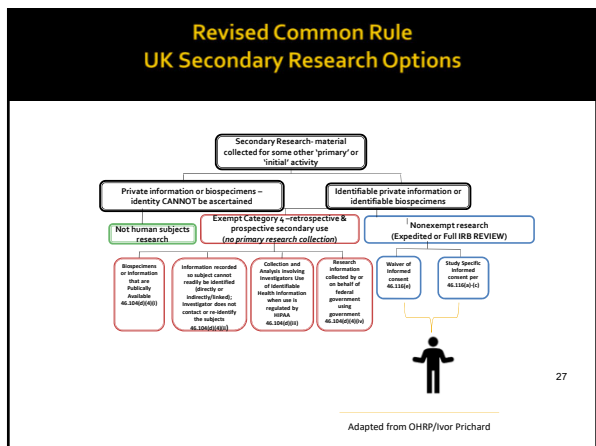 Revised Common Rule
UK Secondary Research Options
Secondary Research- material
collected for some other 'primary' or
'initial' activity
Private information or biospecimens –
identity CANNOT be ascertained
Identifiable private information or
identifiable biospecimens
Not human subjects
research
Exempt Category 4 –retrospective &
prospective secondary use
(no primary research collection)
Nonexempt research
(Expedited or Full IRB REVIEW)
Biospecimens
or Information
that are
Publically
Available
46.104(d)(4)(i)
Information recorded
so subject cannot
readily be identified
(directly or
indirectly/linked);
Investigator does not
contact or re-identify
the subjects
46.104(d)(4)(ii)
Collection and
Analysis involving
Investigators Use
of Identifiable
Health Information
when use is
regulated by
HIPAA
46.104(d)(iii)
Research
information
collected by or
on behalf of
federal
government
using
government
46.104(d)(4)(iv)
Waiver of
Informed
consent
46.116(e)
Study Specific
Informed
consent per
46.116(a)-(c)
27
Adapted from OHRP/Ivor Prichard